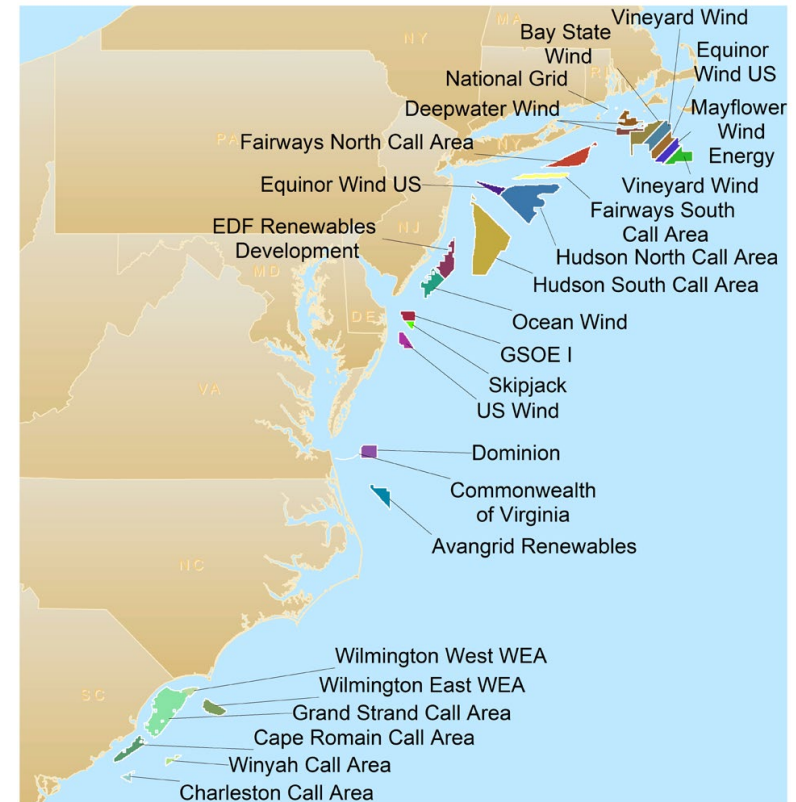 Vineyard Wind
MA
Bay State
Wind
NY
Equinor
Wind US
National Grid
RI
Deepwater Wind
Mayflower
Wind
Energy
Fairways North Call Area
PA
NY
Equinor Wind US
Vineyard Wind
Fairways South
Call Area
EDF Renewables
Development
NJ
Hudson North Call Area
MD
Hudson South Call Area
DE
Ocean Wind
GSOE I
Skipjack
VA
US Wind
Dominion
Commonwealth
of Virginia
Avangrid Renewables
NC
Wilmington West WEA
Wilmington East WEA
SC
Grand Strand Call Area
Cape Romain Call Area
Winyah Call Area
Charleston Call Area